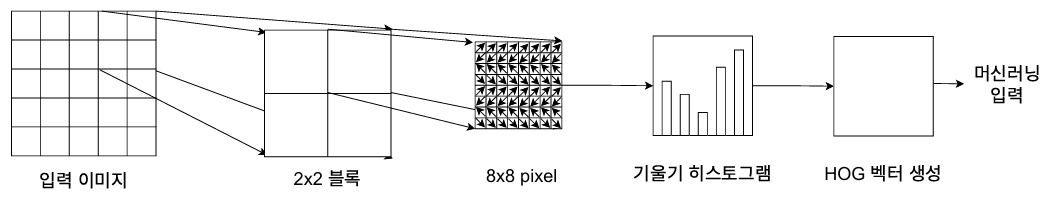 입력 이미지
2x2 블록
8x8 pixel
기울기 히스토그램
HOG 벡터 생성
머신러닝
입력